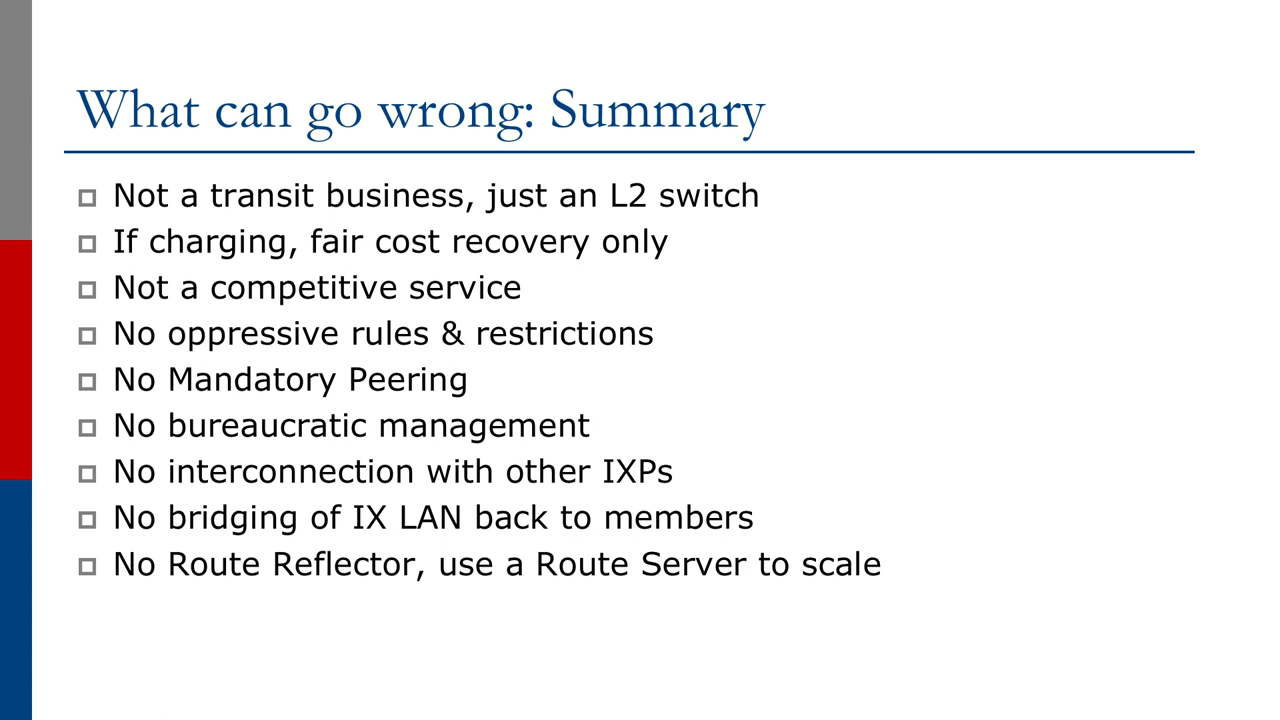 What can go wrong: Summary
Not a transit business, just an L2 switch
If charging, fair cost recovery only
Not a competitive service
No oppressive rules & restrictions
No Mandatory Peering
No bureaucratic management
No interconnection with other IXPs
No bridging of IX LAN back to members
No Route Reflector, use a Route Server to scale